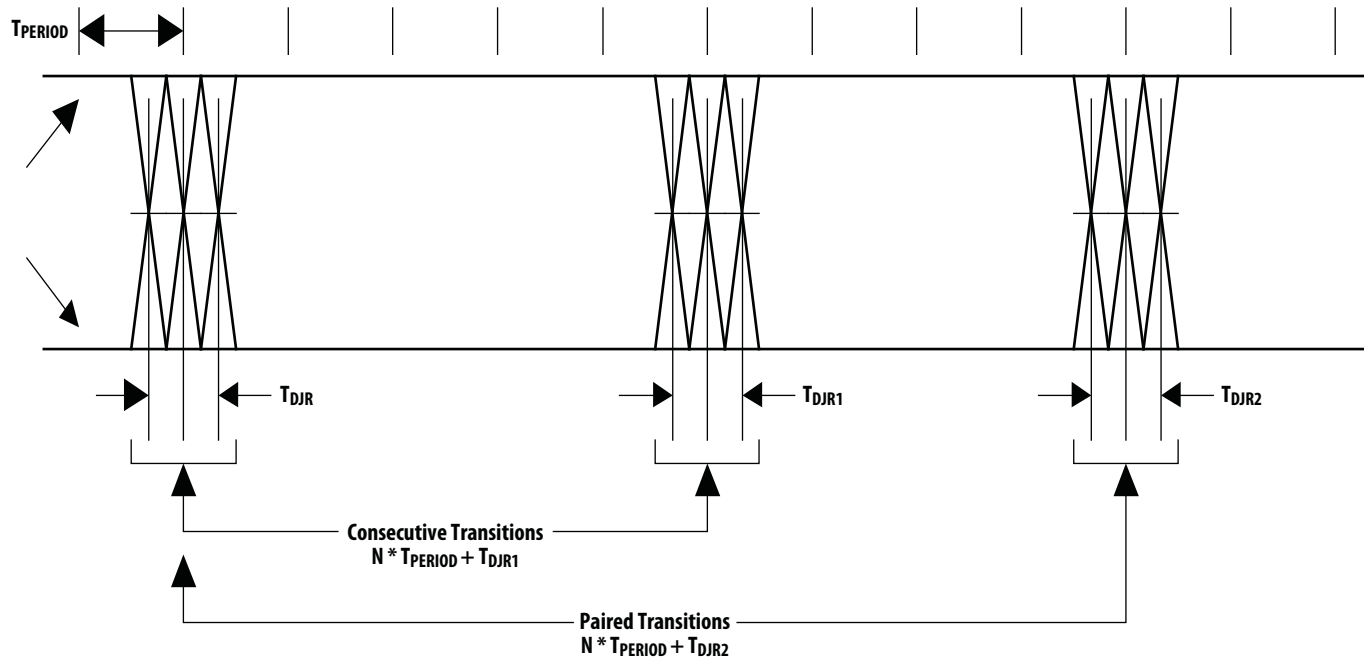 TPERIOD
TDJR
TDJR1
TDJR2
Consecutive Transitions
N * TPERIOD + TDJR1
Paired Transitions
N * TPERIOD + TDJR2